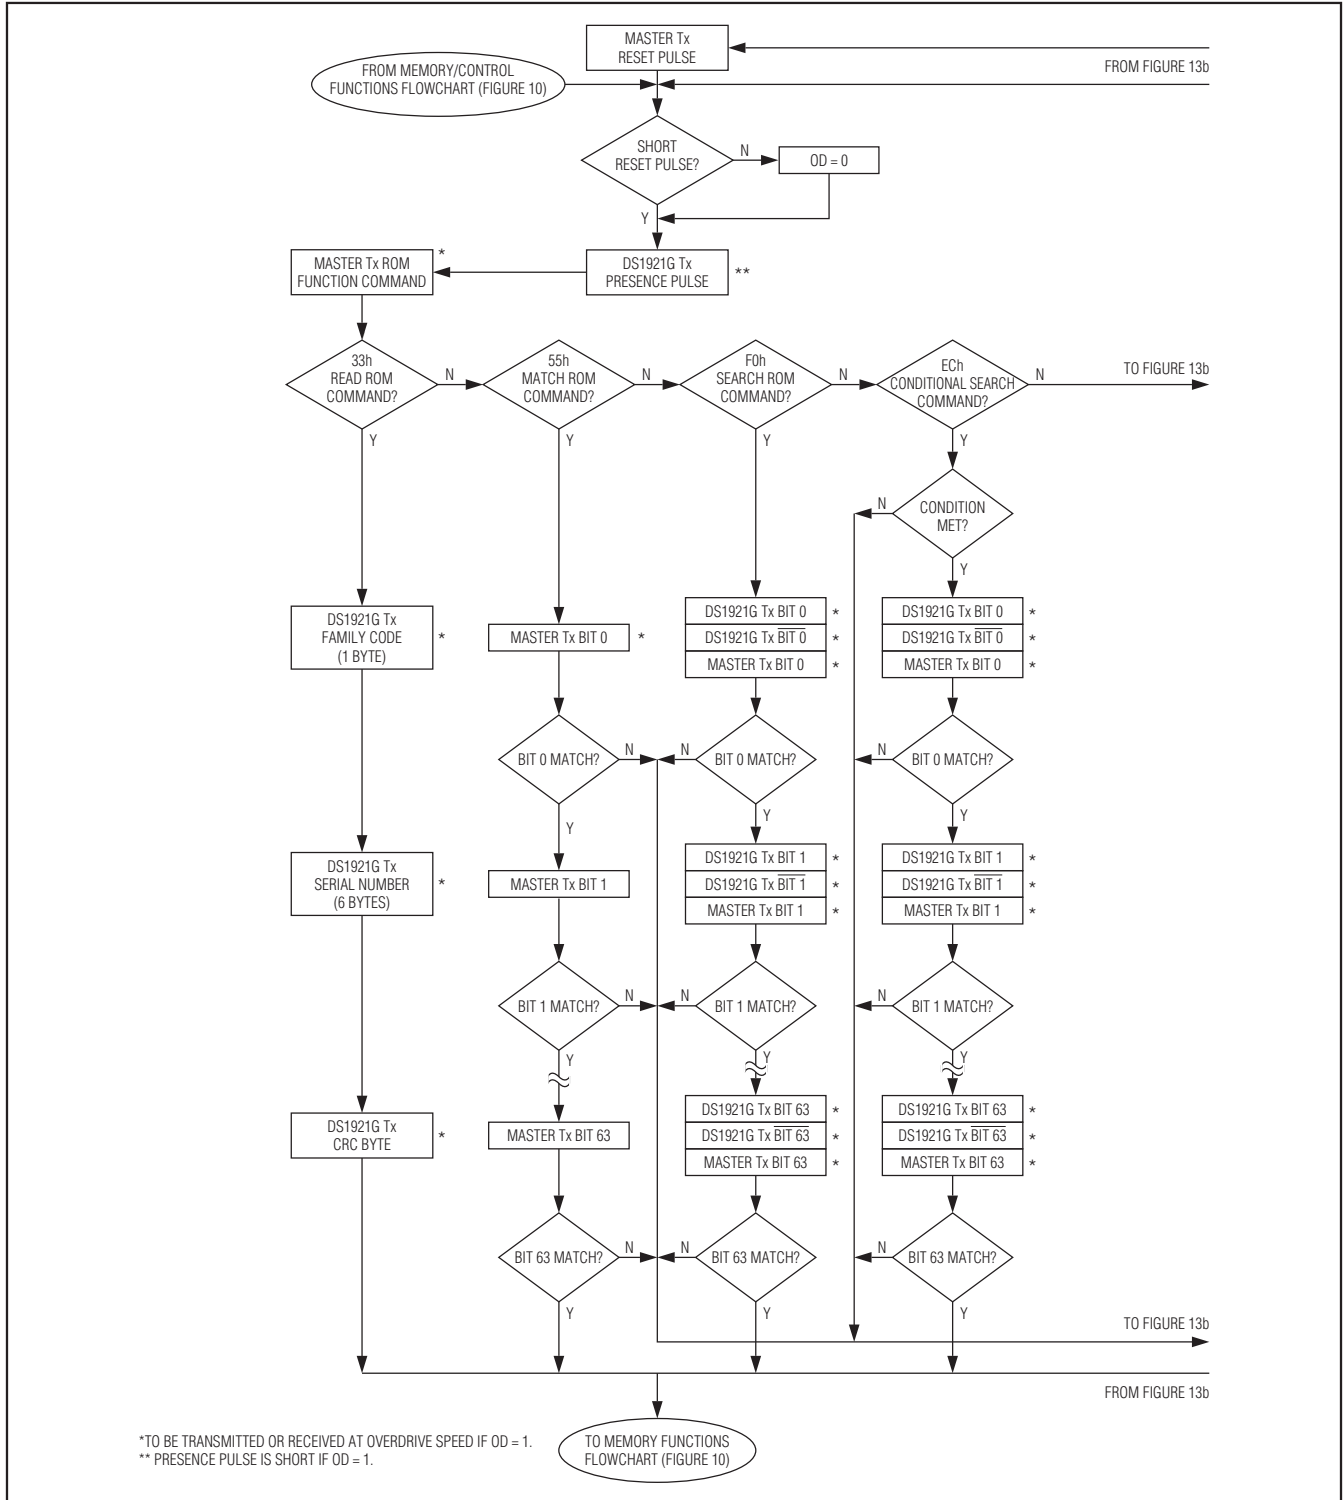 MASTER Tx
RESET PULSE
FROM FIGURE 13b
FROM MEMORY/CONTROL
FUNCTIONS FLOWCHART (FIGURE 10)
SHORT
RESET PULSE?
N
OD = 0
Y
MASTER Tx ROM
FUNCTION COMMAND
*
DS1921G Tx
PRESENCE PULSE
**
33h
READ ROM
COMMAND?
N
Y
55h
MATCH ROM
COMMAND?
N
Y
F0h
SEARCH ROM
COMMAND?
N
Y
ECh
CONDITIONAL SEARCH
COMMAND?
N
Y
TO FIGURE 13b
CONDITION
MET?
N
Y
DS1921G Tx
FAMILY CODE
(1 BYTE)
*
MASTER Tx BIT 0
*
DS1921G Tx BIT 0
*
DS1921G Tx B̅I̅T̅ ̅0̅
*
MASTER Tx BIT 0
*
DS1921G Tx BIT 0
*
DS1921G Tx B̅I̅T̅ ̅0̅
*
MASTER Tx BIT 0
*
BIT 0 MATCH?
N
Y
BIT 0 MATCH?
N
Y
BIT 0 MATCH?
N
Y
DS1921G Tx
SERIAL NUMBER
(6 BYTES)
*
MASTER Tx BIT 1
DS1921G Tx BIT 1
*
DS1921G Tx B̅I̅T̅ ̅1̅
*
MASTER Tx BIT 1
*
DS1921G Tx BIT 1
*
DS1921G Tx B̅I̅T̅ ̅1̅
*
MASTER Tx BIT 1
*
BIT 1 MATCH?
N
Y
BIT 1 MATCH?
N
Y
BIT 1 MATCH?
N
Y
DS1921G Tx
CRC BYTE
*
MASTER Tx BIT 63
DS1921G Tx BIT 63
*
DS1921G Tx B̅I̅T̅ ̅6̅3̅
*
MASTER Tx BIT 63
*
DS1921G Tx BIT 63
*
DS1921G Tx B̅I̅T̅ ̅6̅3̅
*
MASTER Tx BIT 63
*
BIT 63 MATCH?
N
Y
BIT 63 MATCH?
N
Y
BIT 63 MATCH?
N
Y
TO FIGURE 13b
FROM FIGURE 13b
*TO BE TRANSMITTED OR RECEIVED AT OVERDRIVE SPEED IF OD = 1.
** PRESENCE PULSE IS SHORT IF OD = 1.
TO MEMORY FUNCTIONS
FLOWCHART (FIGURE 10)